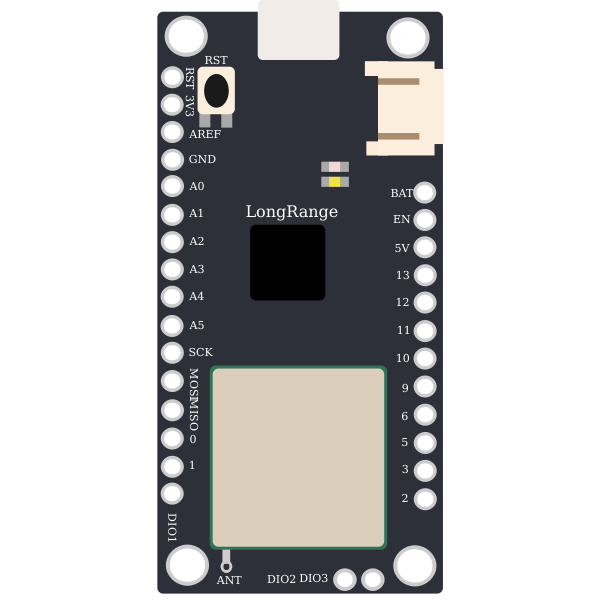 RST
RST
3V3
AREF
GND
A0
A1
A2
A3
A4
A5
SCK
MOSI
MISO
0
1
DIO1
LongRange
BAT
EN
5V
13
12
11
10
9
6
5
3
2
ANT
DIO2 DIO3